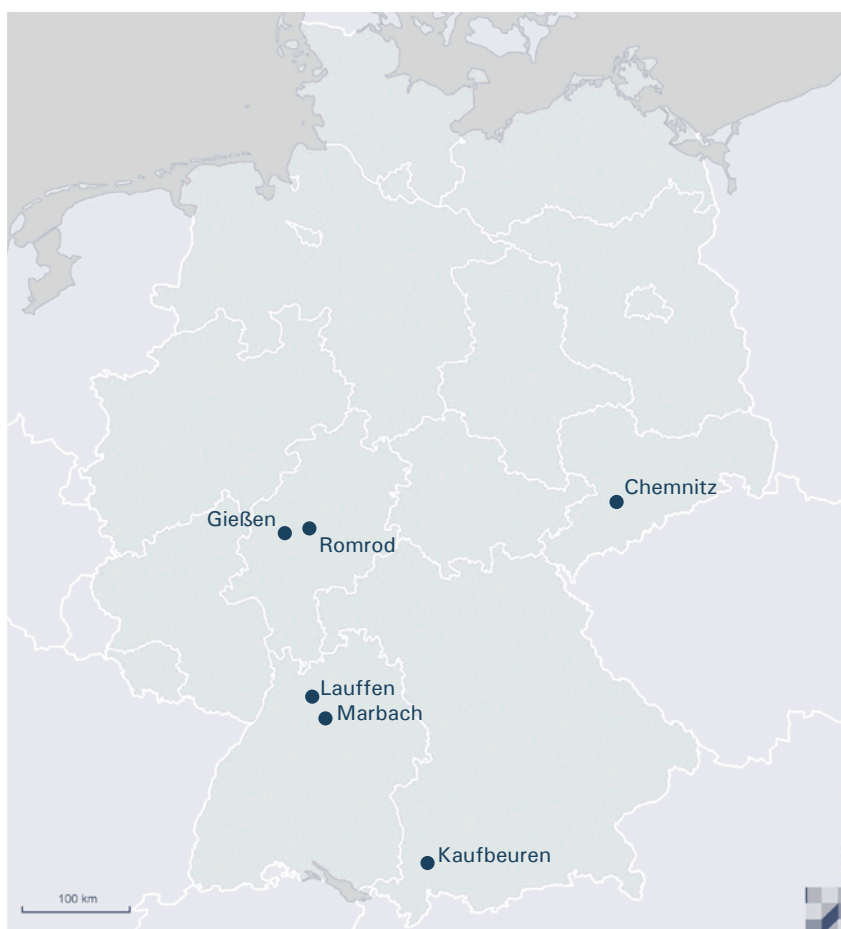 Chemnitz
Gießen
Romrod
Lauffen
Marbach
Kaufbeuren
100 km